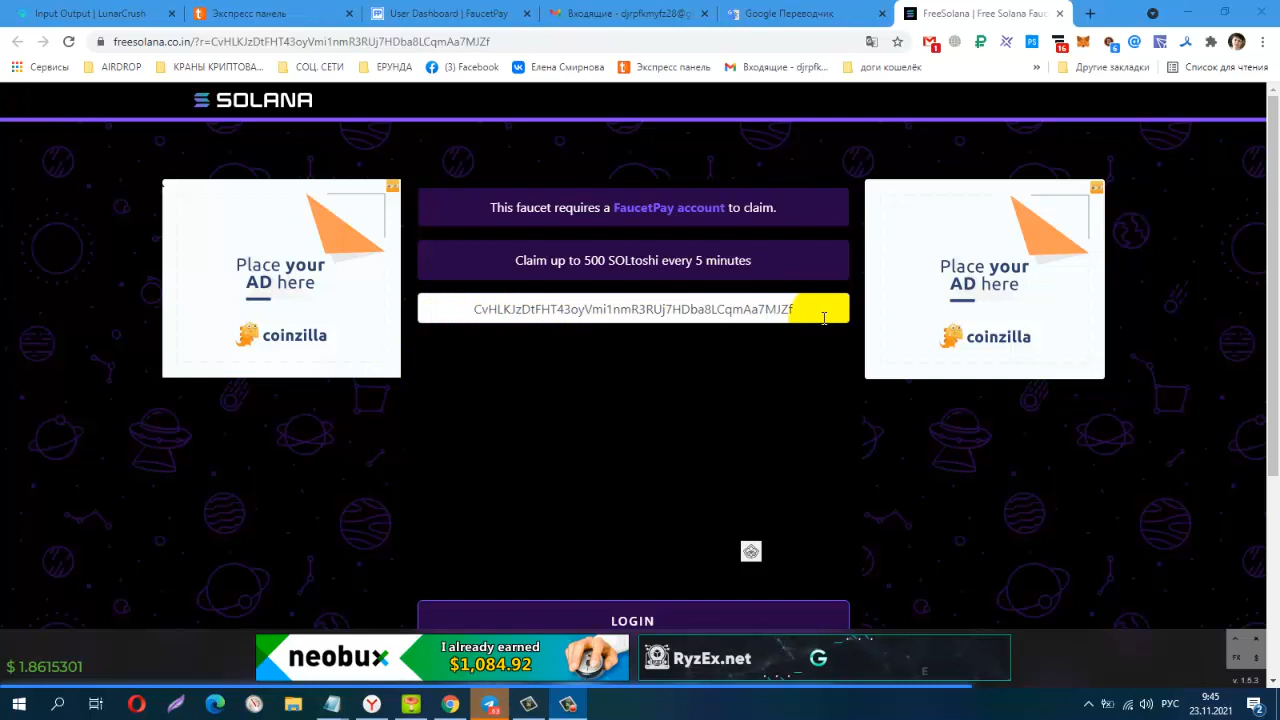 Input Output | LunarCrush
Экспресс панель
User Dashboard | FaucetPay
Входящие - djrpfkmyfz28@g
Google Переводчик
FreeSolana | Free Solana Fauc
freesolana.co.in/?r=CvHLKJzDtFHT43oyVmi1nmR3RUj7HDba8LCqmAa7MJZf
Сервисы
AIRDROP
КРАНЫ КРИПТОВА...
СОЦ. СЕТИ
ЕРУНДА
(3) Facebook
Елена Смирнова
Экспресс панель
Входящие - djrpfk...
доги кошелёк
»
Другие закладки
Список для чтения
SOLANA
This faucet requires a FaucetPay account to claim.
Claim up to 500 SOLtoshi every 5 minutes
CvHLKJzDtFHT43oyVmi1nmR3RUj7HDba8LCqmAa7MJZf
Place your
AD here
coinzilla
Place your
AD here
coinzilla
LOGIN
$ 1.8615301
neobux
I already earned
$1,084.92
RyzEx.net
G
E
FK $
v. 1.5.3
РУС
9:45
23.11.2021